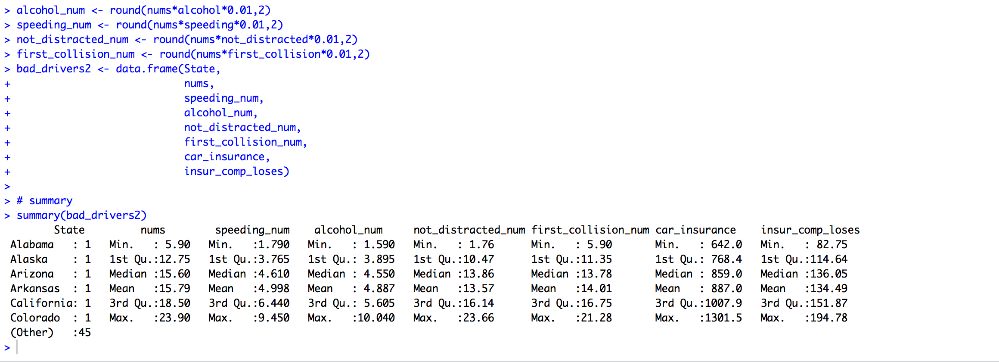 > alcohol_num <- round(nums*alcohol*0.01,2)
> speeding_num <- round(nums*speeding*0.01,2)
> not_distracted_num <- round(nums*not_distracted*0.01,2)
> first_collision_num <- round(nums*first_collision*0.01,2)
> bad_drivers2 <- data.frame(State,
+                            nums,
+                            speeding_num,
+                            alcohol_num,
+                            not_distracted_num,
+                            first_collision_num,
+                            car_insurance,
+                            insur_comp_loses)
>
> # summary
> summary(bad_drivers2)
        State         nums        speeding_num    alcohol_num     not_distracted_num first_collision_num car_insurance    insur_comp_loses
 Alabama   : 1   Min.   : 5.90   Min.   :1.790   Min.   : 1.590   Min.   : 1.76      Min.   : 5.90       Min.   : 642.0   Min.   : 82.75
 Alaska    : 1   1st Qu.:12.75   1st Qu.:3.765   1st Qu.: 3.895   1st Qu.:10.47      1st Qu.:11.35       1st Qu.: 768.4   1st Qu.:114.64
 Arizona   : 1   Median :15.60   Median :4.610   Median : 4.550   Median :13.86      Median :13.78       Median : 859.0   Median :136.05
 Arkansas  : 1   Mean   :15.79   Mean   :4.998   Mean   : 4.887   Mean   :13.57      Mean   :14.01       Mean   : 887.0   Mean   :134.49
 California: 1   3rd Qu.:18.50   3rd Qu.:6.440   3rd Qu.: 5.605   3rd Qu.:16.14      3rd Qu.:16.75       3rd Qu.:1007.9   3rd Qu.:151.87
 Colorado  : 1   Max.   :23.90   Max.   :9.450   Max.   :10.040   Max.   :23.66      Max.   :21.28       Max.   :1301.5   Max.   :194.78
 (Other)   :45
>